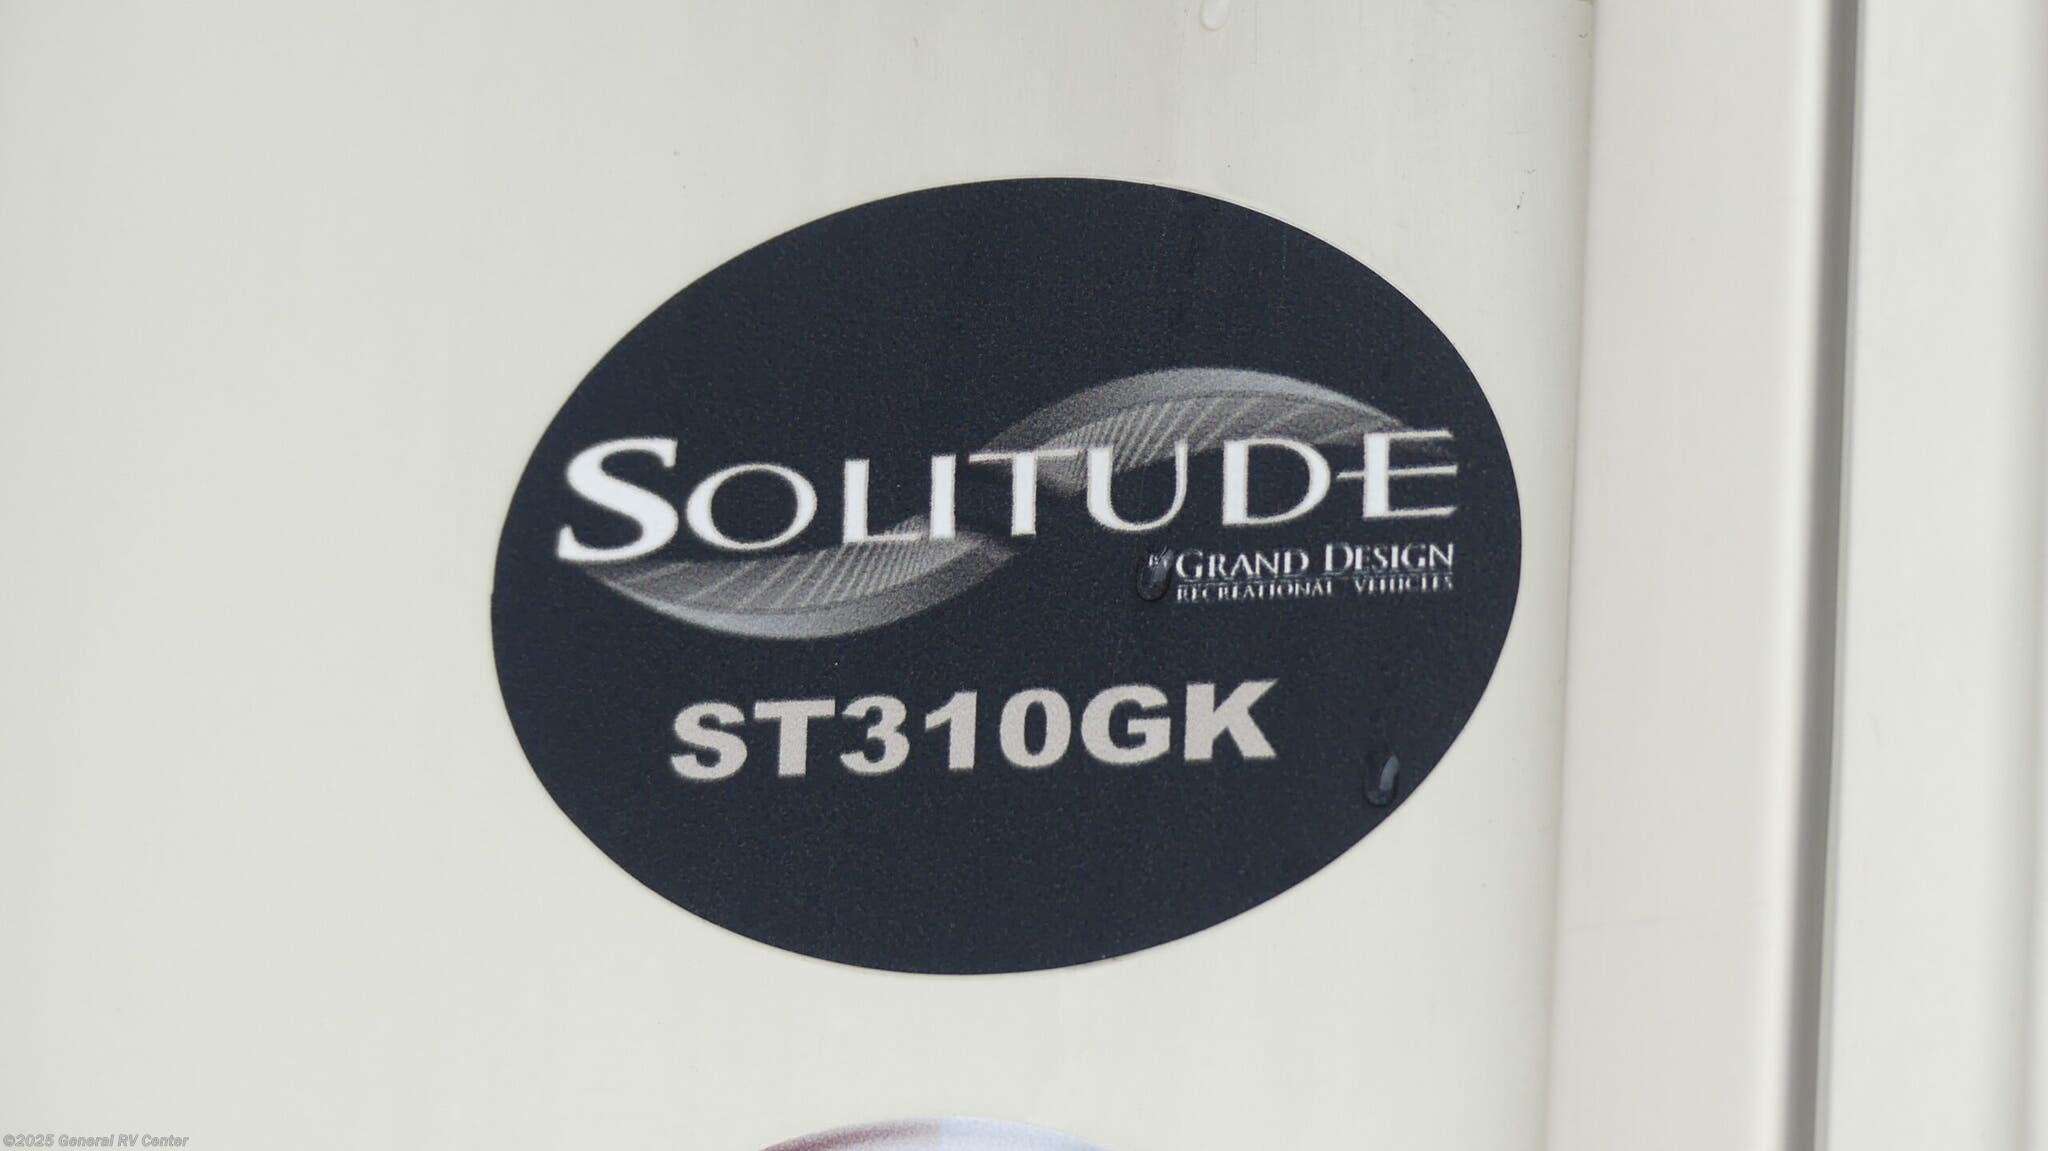 SOLITUDE
BY GRAND DESIGN
RECREATIONAL VEHICLES
ST310GK
©2025 General RV Center